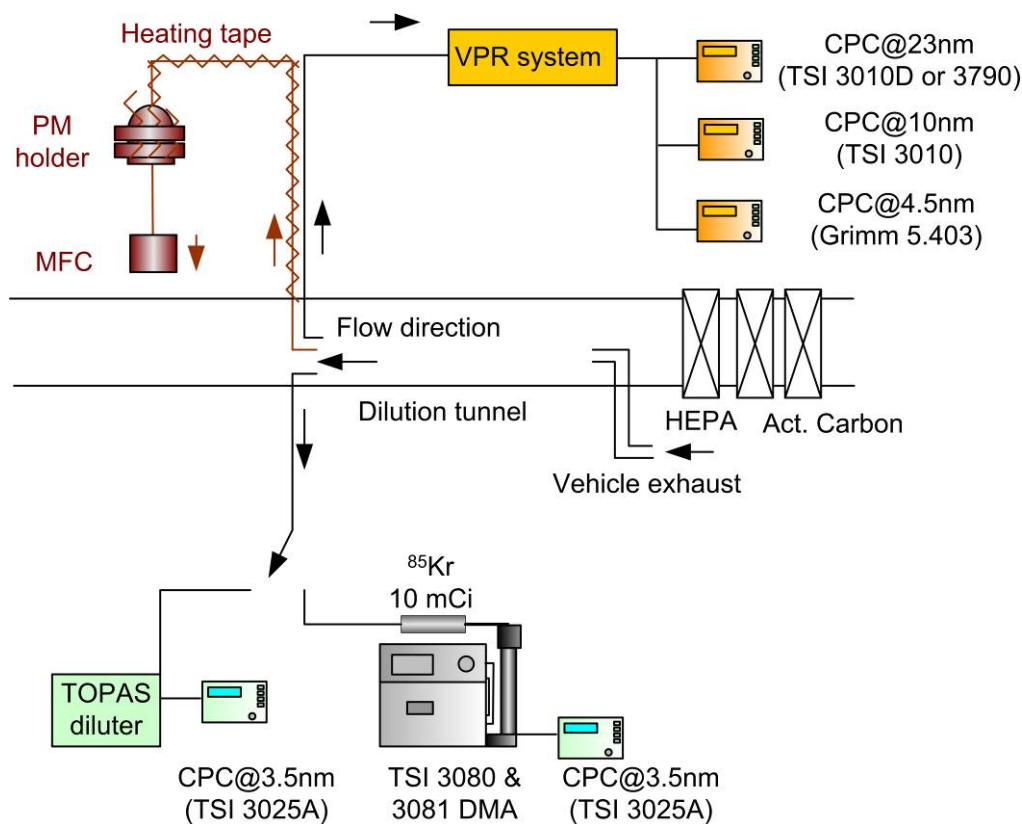 Heating tape
VPR system
CPC@23nm
(TSI 3010D or 3790)
PM
holder
CPC@10nm
(TSI 3010)
CPC@4.5nm
(Grimm 5.403)
MFC
Flow direction
Dilution tunnel
HEPA
Act. Carbon
Vehicle exhaust
⁸⁵Kr
10 mCi
TOPAS
diluter
CPC@3.5nm
(TSI 3025A)
TSI 3080 &
3081 DMA
CPC@3.5nm
(TSI 3025A)